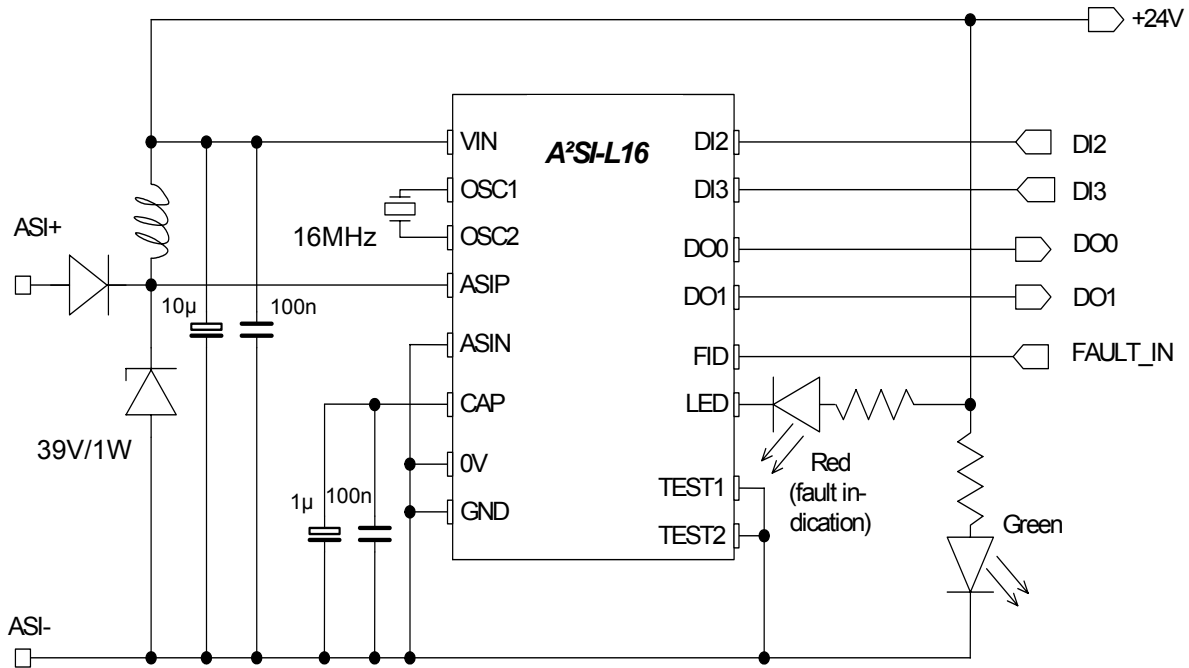 +24V
A²SI-L16
VIN
OSC1
OSC2
ASIP
ASIN
CAP
0V
GND
DI2
DI3
DO0
DO1
FID
LED
TEST1
TEST2
DI2
DI3
DO0
DO1
FAULT_IN
ASI+
16MHz
10µ
100n
39V/1W
1µ
100n
Red
(fault in-
dication)
Green
ASI-